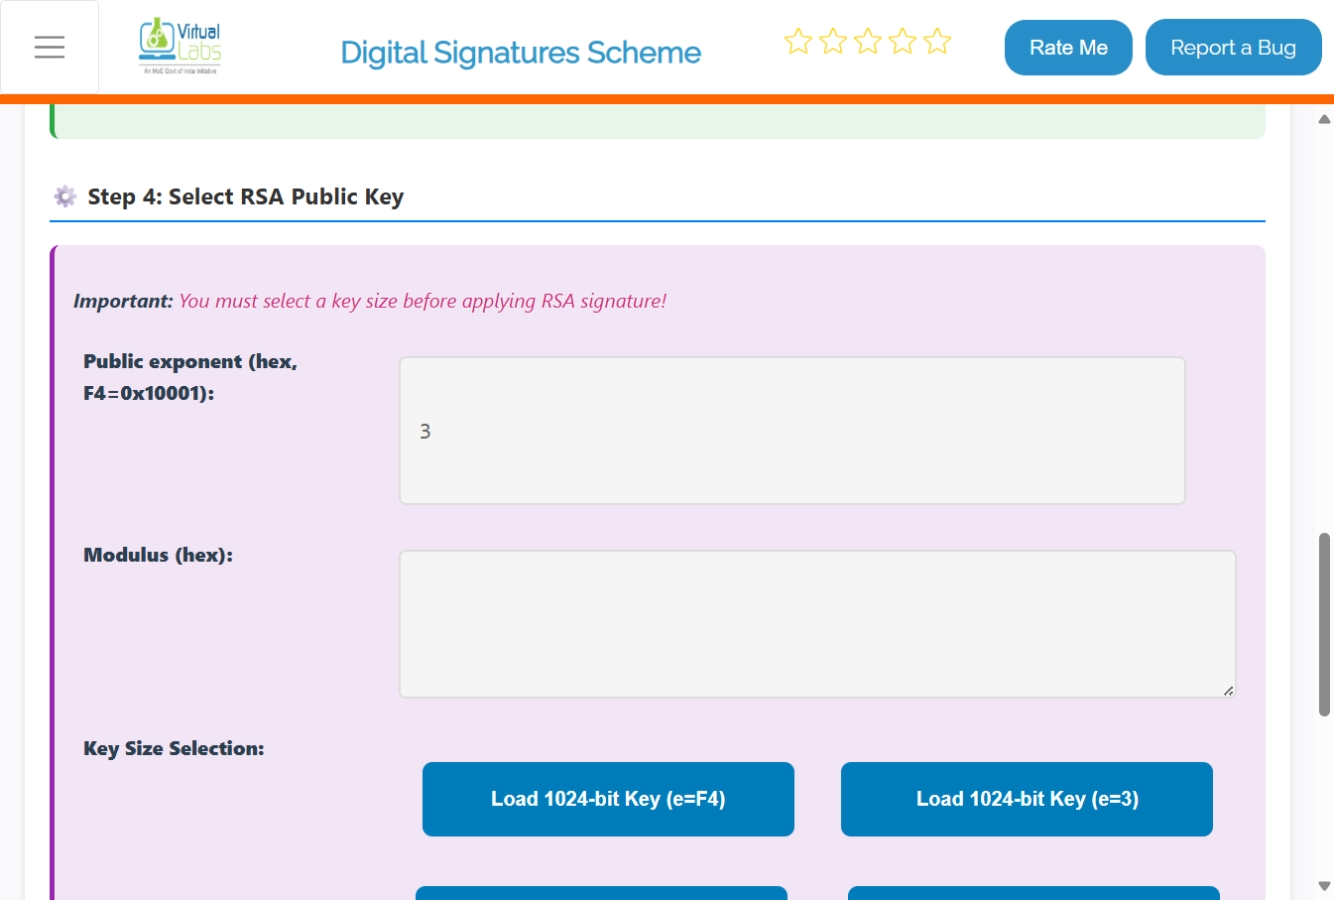 Virtual
Labs
An MoE Govt of India Initiative
Digital Signatures Scheme
Rate Me
Report a Bug
Step 4: Select RSA Public Key
Important: You must select a key size before applying RSA signature!
Public exponent (hex,
F4=0x10001):
3
Modulus (hex):
Key Size Selection:
Load 1024-bit Key (e=F4)
Load 1024-bit Key (e=3)